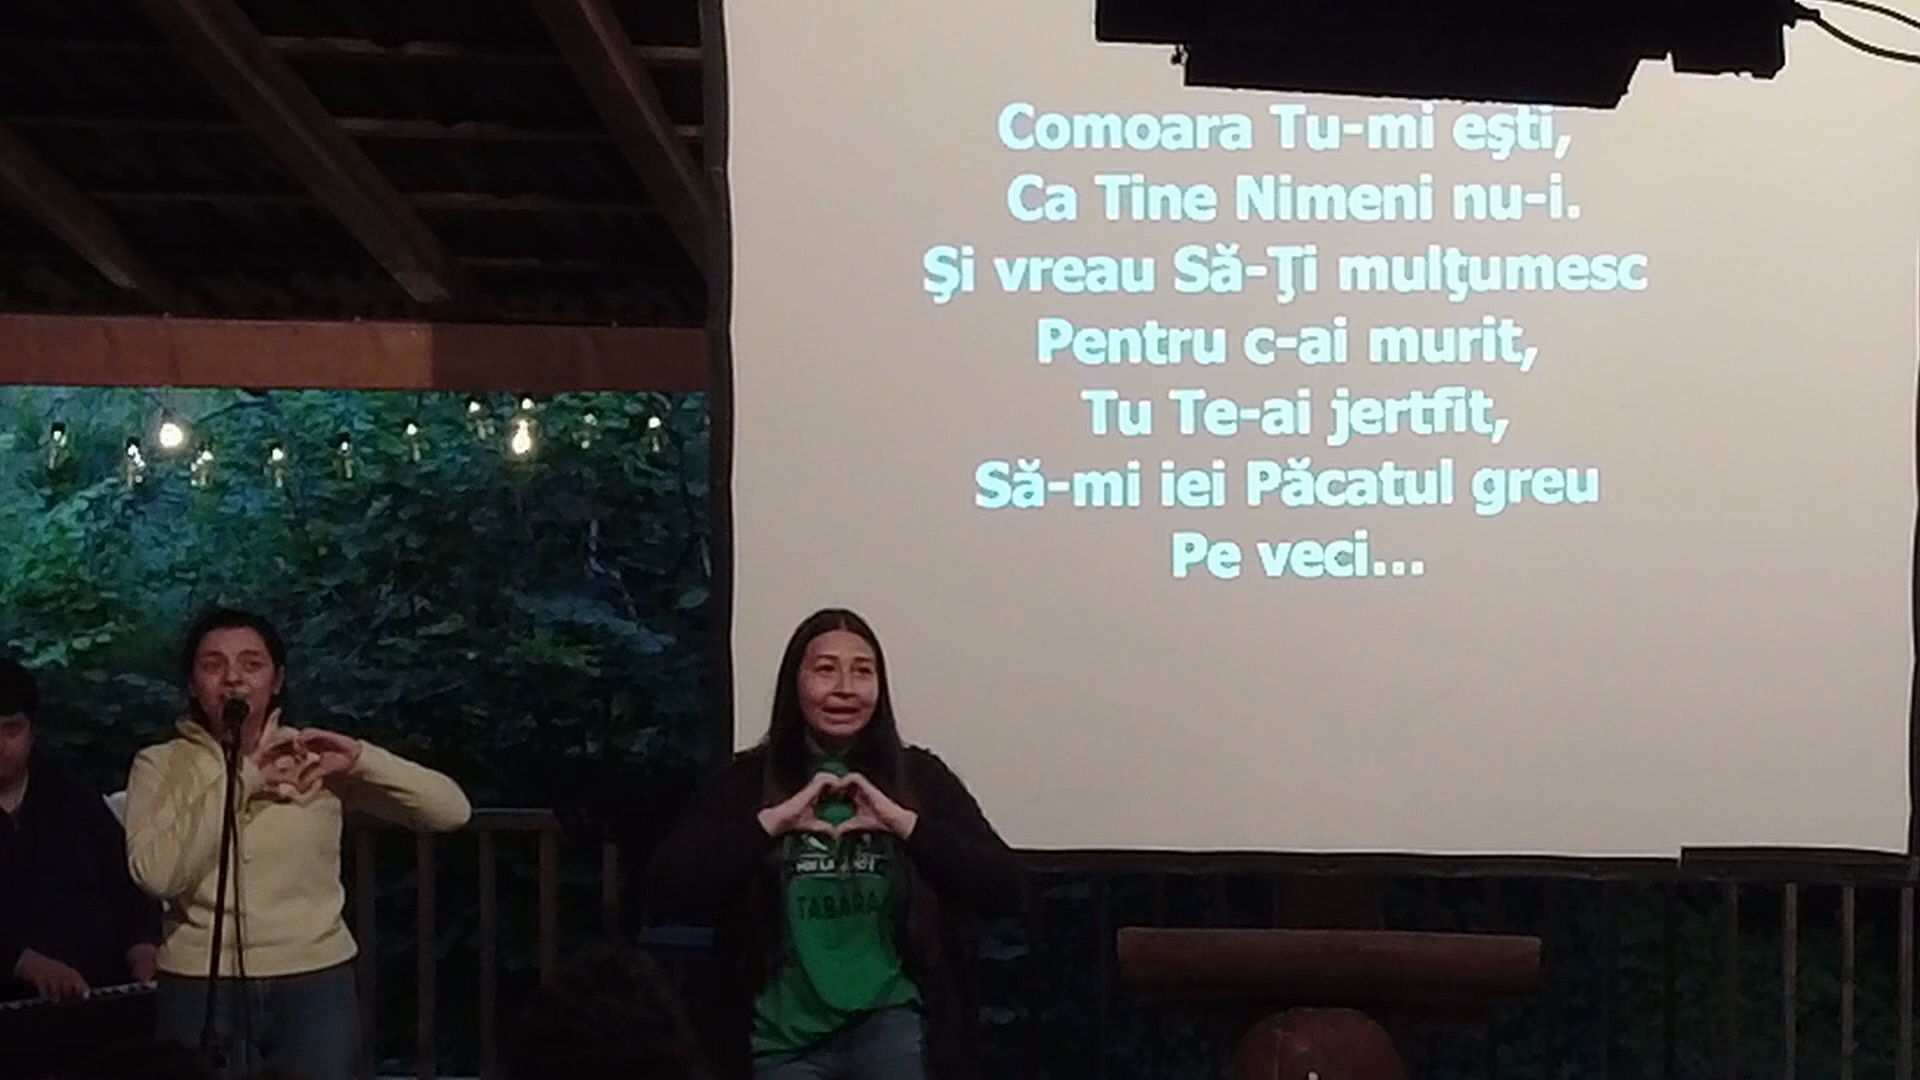 Comoara Tu-mi eşti,
Ca Tine Nimeni nu-i.
Şi vreau Să-Ţi mulţumesc
Pentru c-ai murit,
Tu Te-ai jertfit,
Să-mi iei Păcatul greu
Pe veci...
TABĂRA